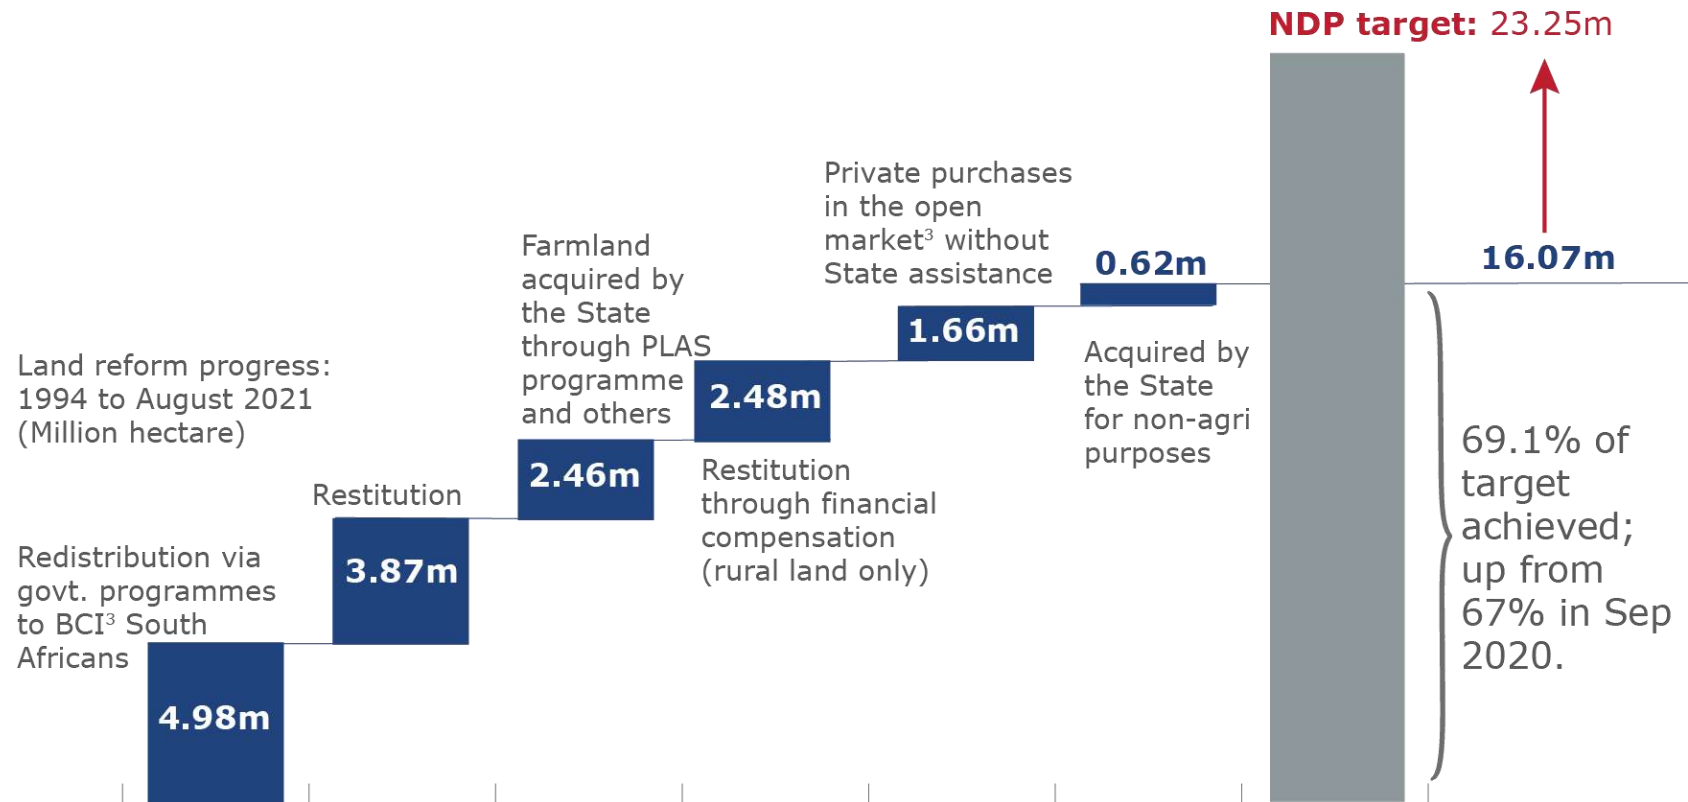 NDP target: 23.25m
Private purchases
in the open
market³ without
State assistance
Farmland
acquired by
the State
through PLAS
programme
and others
0.62m
16.07m
1.66m
Land reform progress:
1994 to August 2021
(Million hectare)
2.48m
Acquired by
the State
for non-agri
purposes
69.1% of
target
achieved;
up from
67% in Sep
2020.
2.46m
Restitution
through financial
compensation
(rural land only)
Restitution
3.87m
Redistribution via
govt. programmes
to BCI³ South
Africans
4.98m